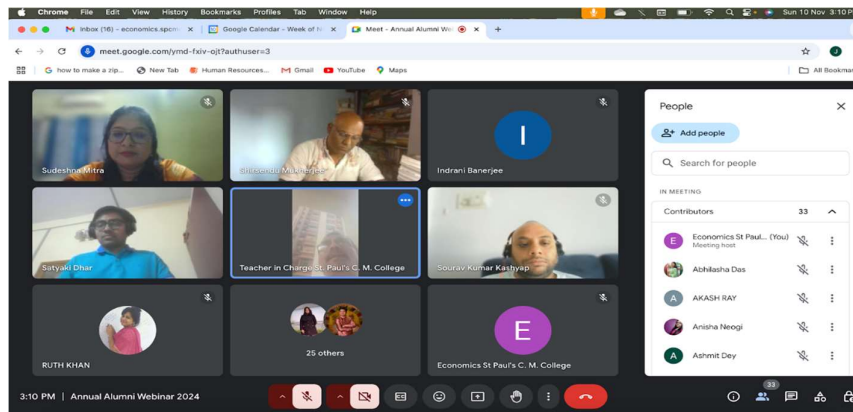 Chrome File Edit View History Bookmarks Profiles Tab Window Help
Sun 10 Nov 3:10 P
Inbox (16) - economics.spcm
Google Calendar - Week of N
Meet - Annual Alumni We
meet.google.com/ymd-fxiv-ojt?authuser=3
J
how to make a zip...
New Tab
Human Resources...
Gmail
YouTube
Maps
All Bookmar
Sudeshna Mitra
Mukherjee
I
Indrani Banerjee
Satyaki Dhar
Teacher in Charge St. Paul's C. M. College
Sourav Kumar Kashyap
RUTH KHAN
25 others
E
Economics St Paul's C. M. College
People
Add people
Search for people
IN MEETING
Contributors 33
E
Economics St Paul... (You)
Meeting host
Abhilasha Das
A
AKASH RAY
Anisha Neogi
A
Ashmit Dey
3:10 PM | Annual Alumni Webinar 2024
33